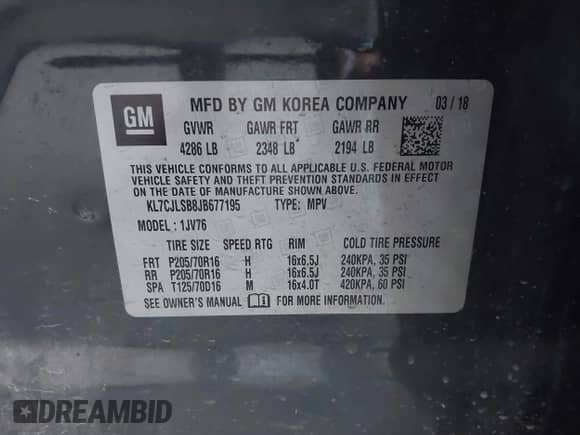 GM
MFD BY GM KOREA COMPANY 03 / 18
GVWR GAWR FRT GAWR RR
4286 LB 2348 LB 2194 LB
THIS VEHICLE CONFORMS TO ALL APPLICABLE U.S. FEDERAL MOTOR
VEHICLE SAFETY AND THEFT PREVENTION STANDARDS IN EFFECT
ON THE DATE OF MANUFACTURE SHOWN ABOVE.
KL7CJLSB8JB677195 TYPE: MPV
MODEL : 1JV76
TIRE SIZE SPEED RTG RIM COLD TIRE PRESSURE
FRT P205/70R16 H 16x6.5J 240KPA, 35 PSI
RR P205/70R16 H 16x6.5J 240KPA, 35 PSI
SPA T125/70D16 M 16x4.0T 420KPA, 60 PSI
SEE OWNER'S MANUAL FOR MORE INFORMATION.
DREAMBID